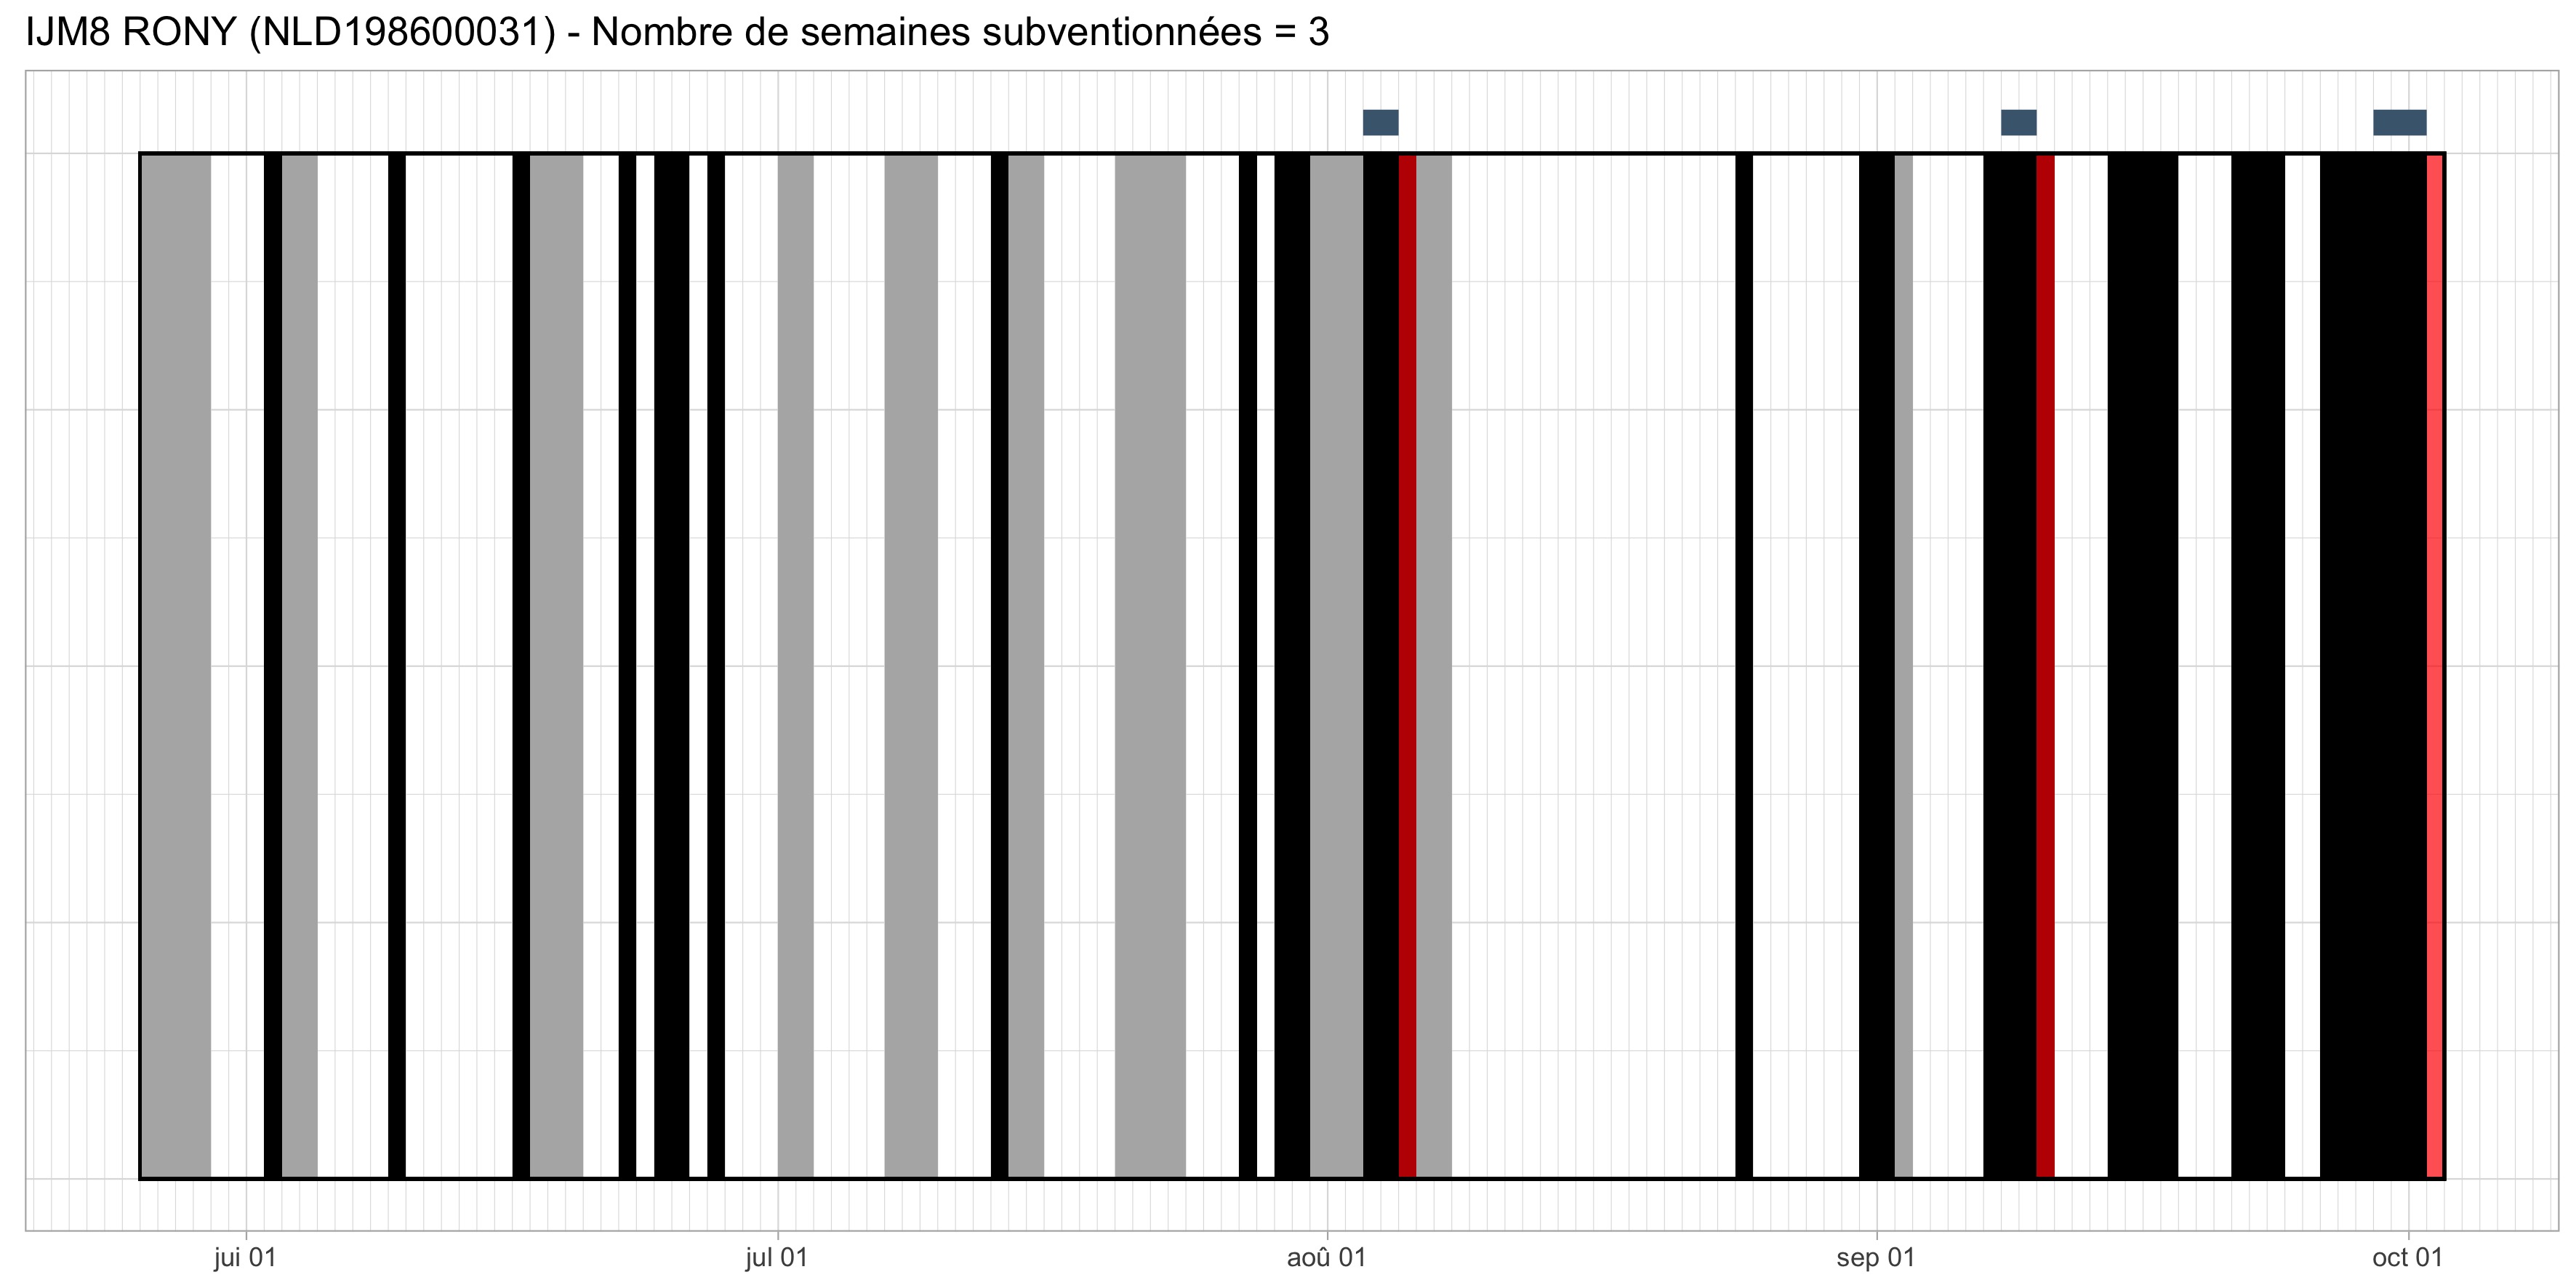 IJM8 RONY (NLD198600031) - Nombre de semaines subventionnées = 3
jui 01
jul 01
aoû 01
sep 01
oct 01